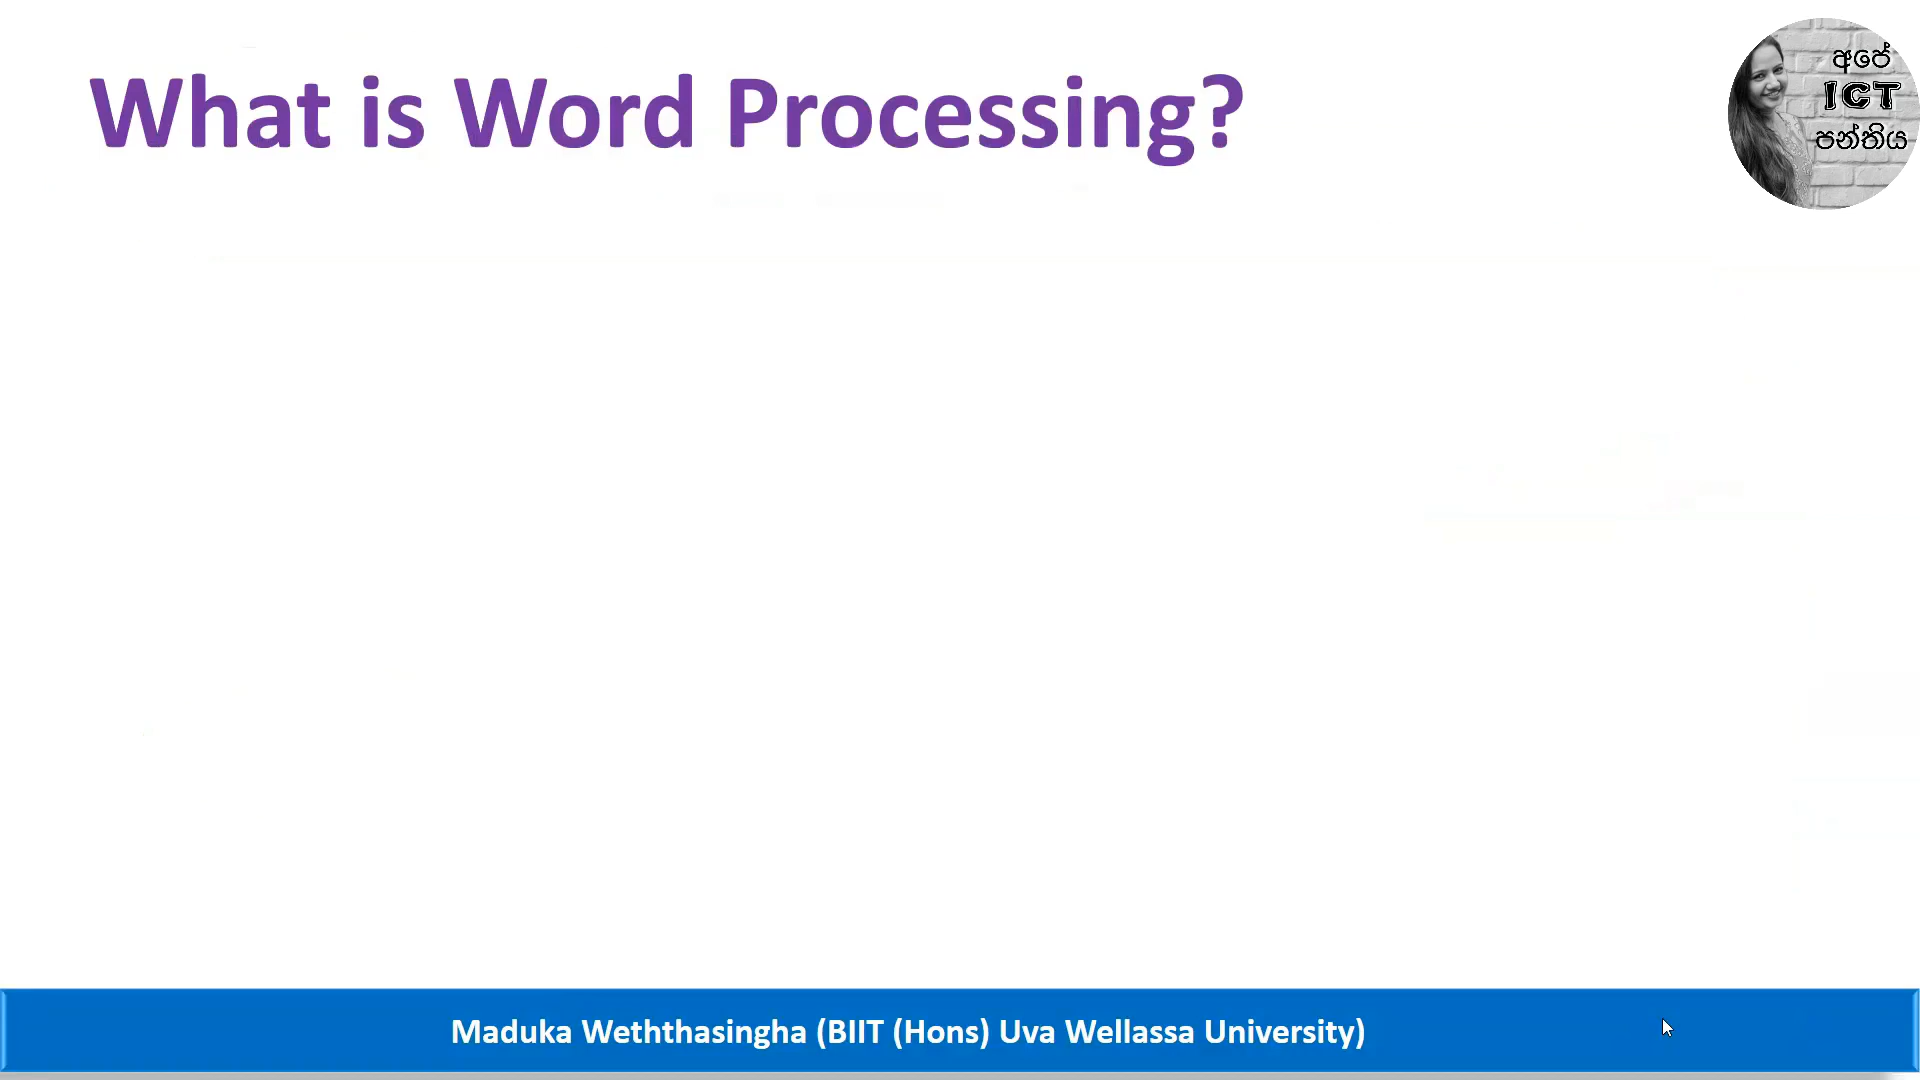 What is Word Processing?
අපේ
ICT
පන්තිය
Maduka Weththasingha (BIIT (Hons) Uva Wellassa University)